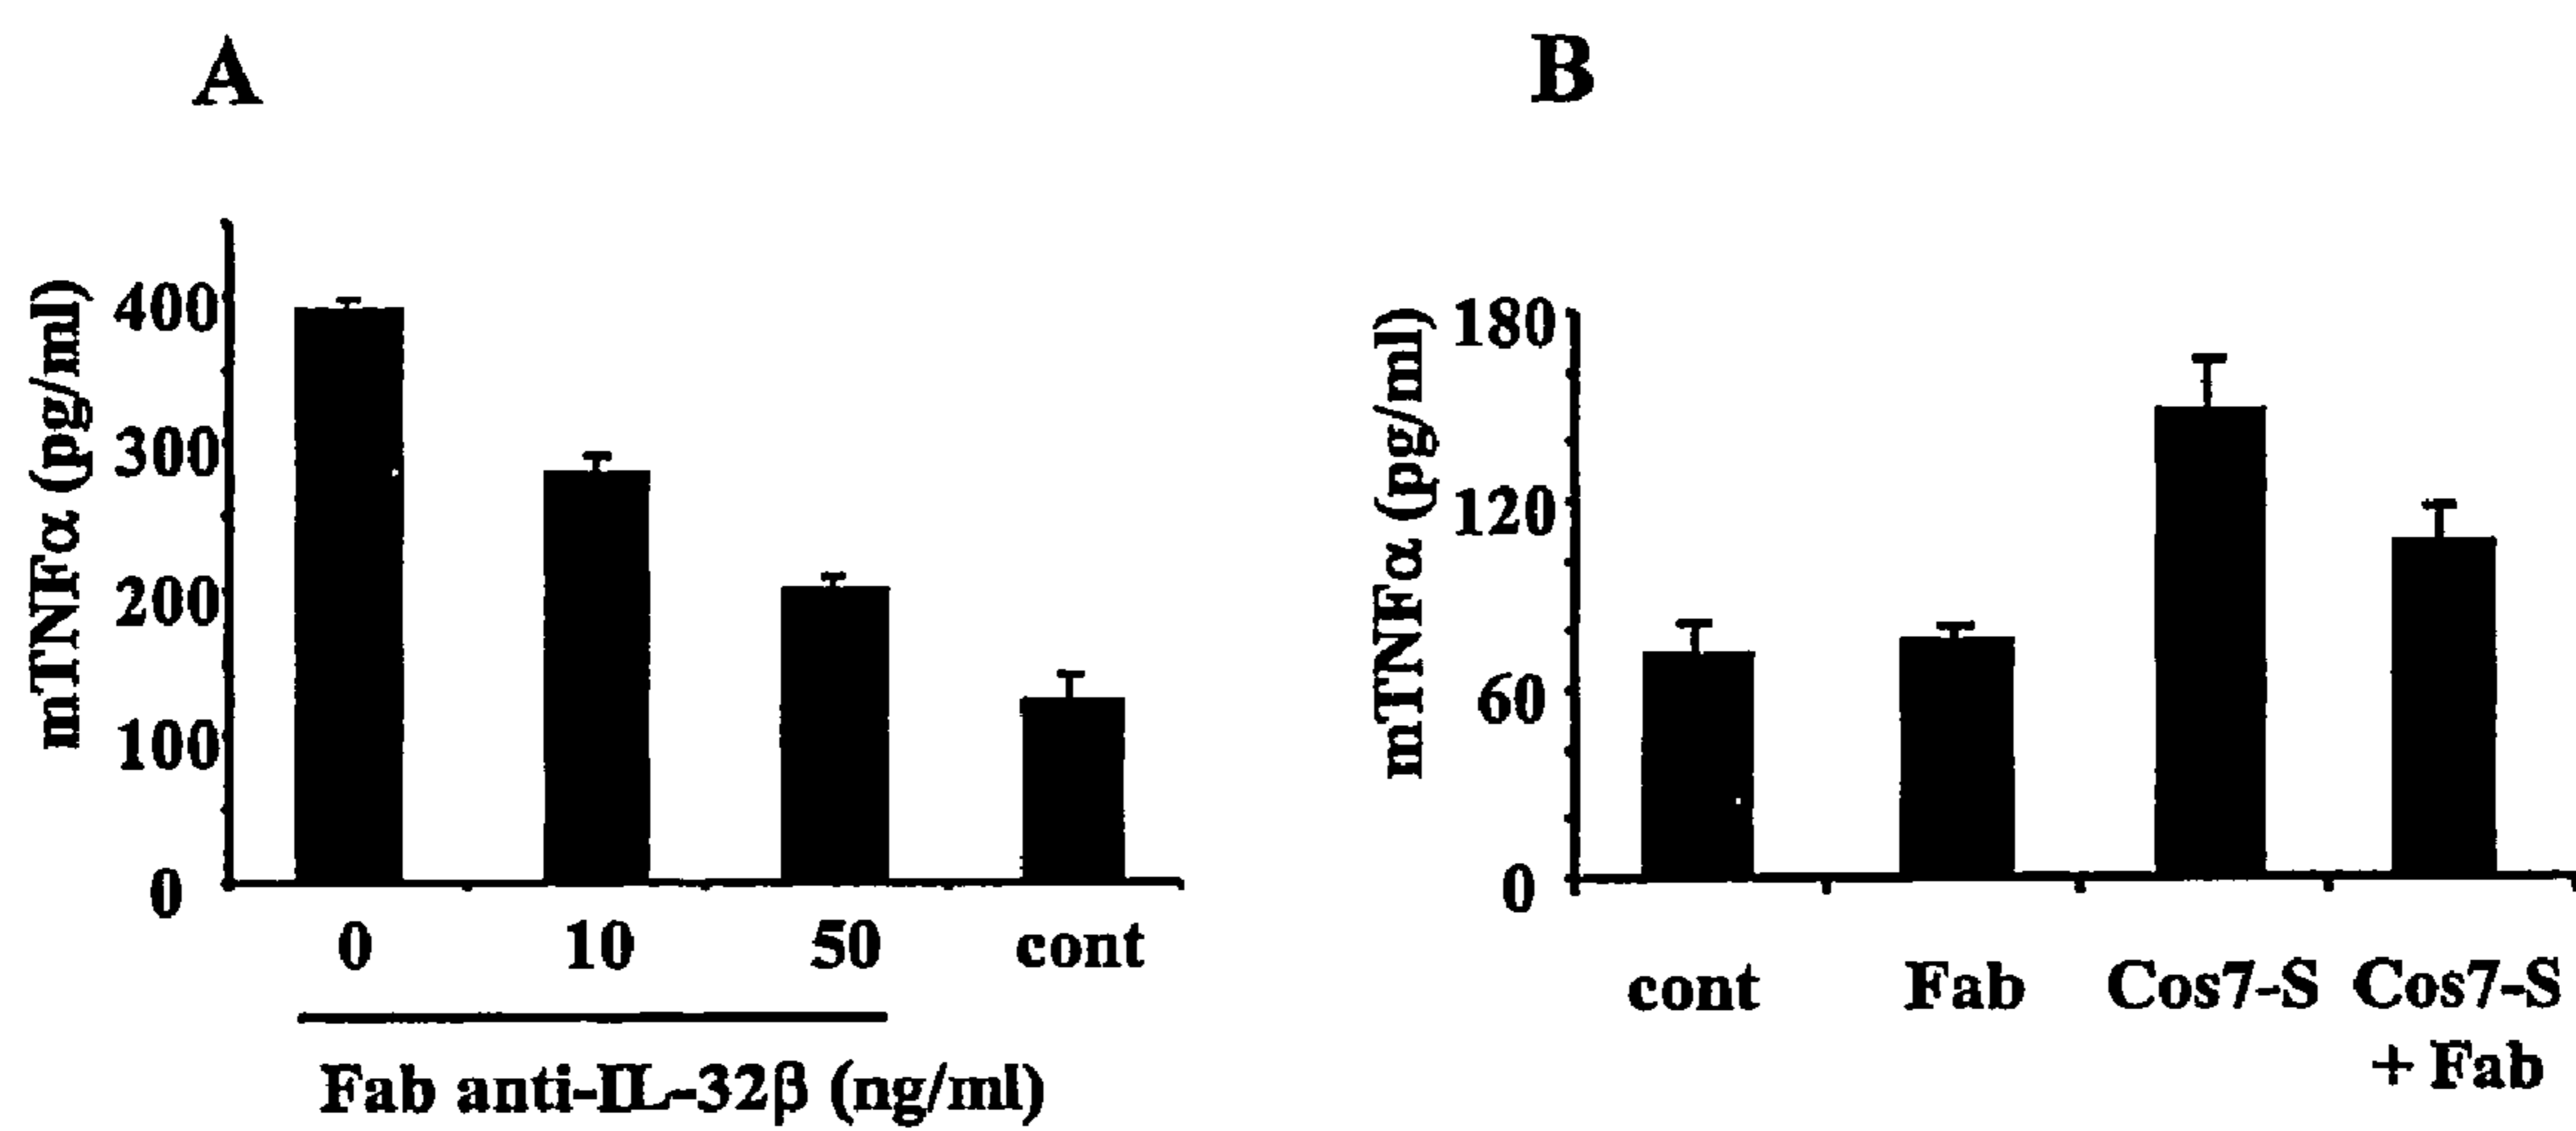 A
mTNFα (pg/ml)
400
300
200
100
0
0 10 50 cont
Fab anti-IL-32β (ng/ml)
B
mTNFα (pg/ml)
180
120
60
0
cont Fab Cos7-S Cos7-S
+ Fab